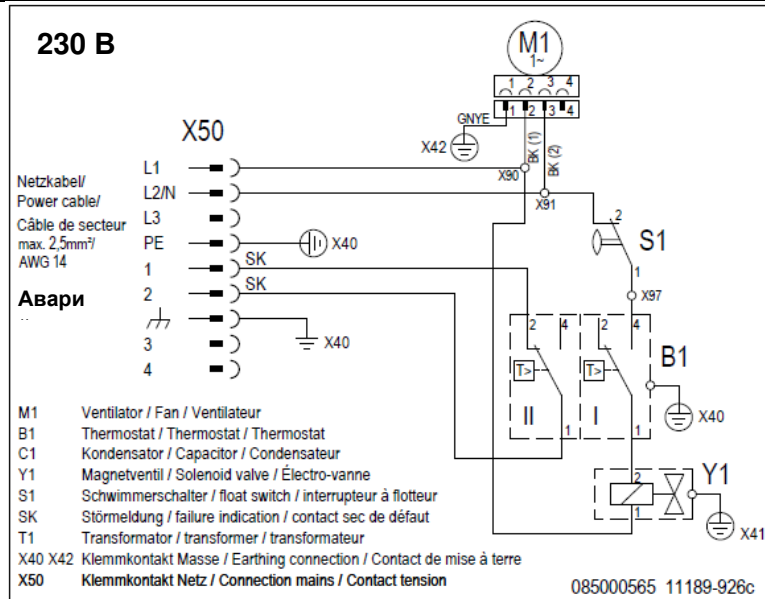 230 В
M1
1~
1 2 3 4
1 2 3 4
GNYE
X42
BK (1)
BK (2)
X50
X90
X91
L1
Netzkabel/
Power cable/
L2/N
L3
Câble de secteur
max. 2,5mm²/
AWG 14
PE
X40
1
SK
2
SK
Авари
X40
3
4
2
S1
1
X97
2 4 2 4
T> T>
B1
II I
1 1
X40
2
Y1
1
X41
M1 Ventilator / Fan / Ventilateur
B1 Thermostat / Thermostat / Thermostat
C1 Kondensator / Capacitor / Condensateur
Y1 Magnetventil / Solenoid valve / Électro-vanne
S1 Schwimmerschalter / float switch / interrupteur à flotteur
SK Störmeldung / failure indication / contact sec de défaut
T1 Transformator / transformer / transformateur
X40 X42 Klemmkontakt Masse / Earthing connection / Contact de mise à terre
X50 Klemmkontakt Netz / Connection mains / Contact tension
085000565 11189-926c